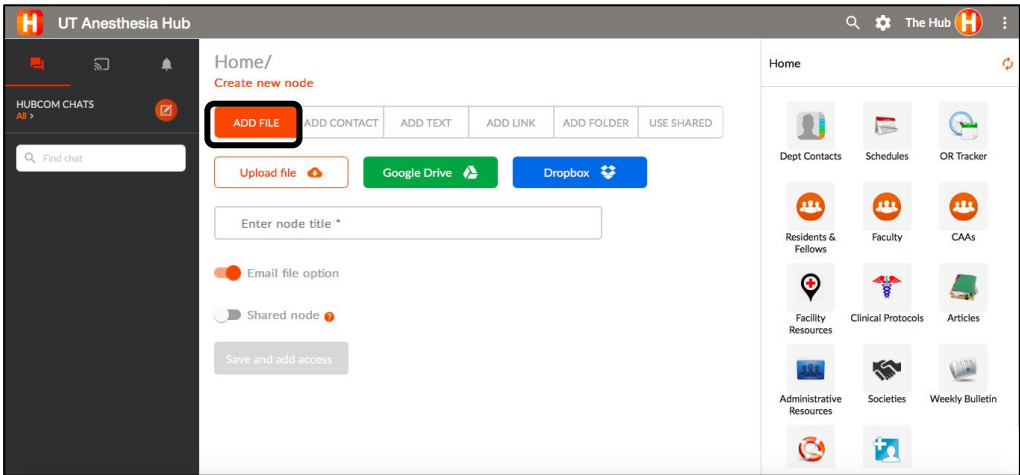 H UT Anesthesia Hub
The Hub H
HUBCOM CHATS
All >
Find chat
Home/
Create new node
ADD FILE ADD CONTACT ADD TEXT ADD LINK ADD FOLDER USE SHARED
Upload file Google Drive Dropbox
Enter node title *
Email file option
Shared node ?
Save and add access
Home
Dept Contacts Schedules OR Tracker
Residents & Fellows
Faculty
CAAs
Facility Resources
Clinical Protocols
Articles
Administrative Resources
Societies
Weekly Bulletin